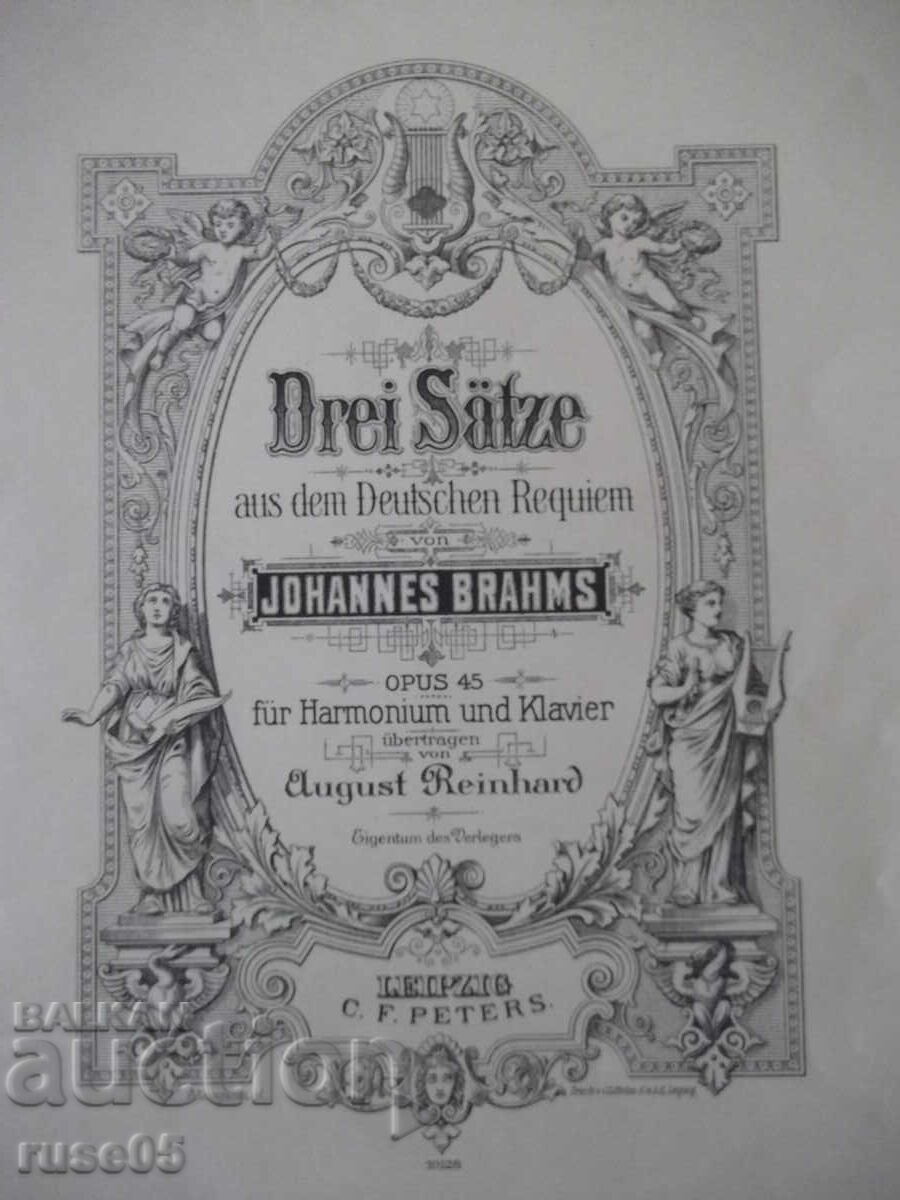 Drei Sätze
aus dem Deutschen Requiem
von
JOHANNES BRAHMS
OPUS 45
für Harmonium und Klavier
übertragen
von
August Reinhard
Eigentum des Verlegers
LEIPZIG
C. F. PETERS.
BALKAN
auction
ruse05
10128